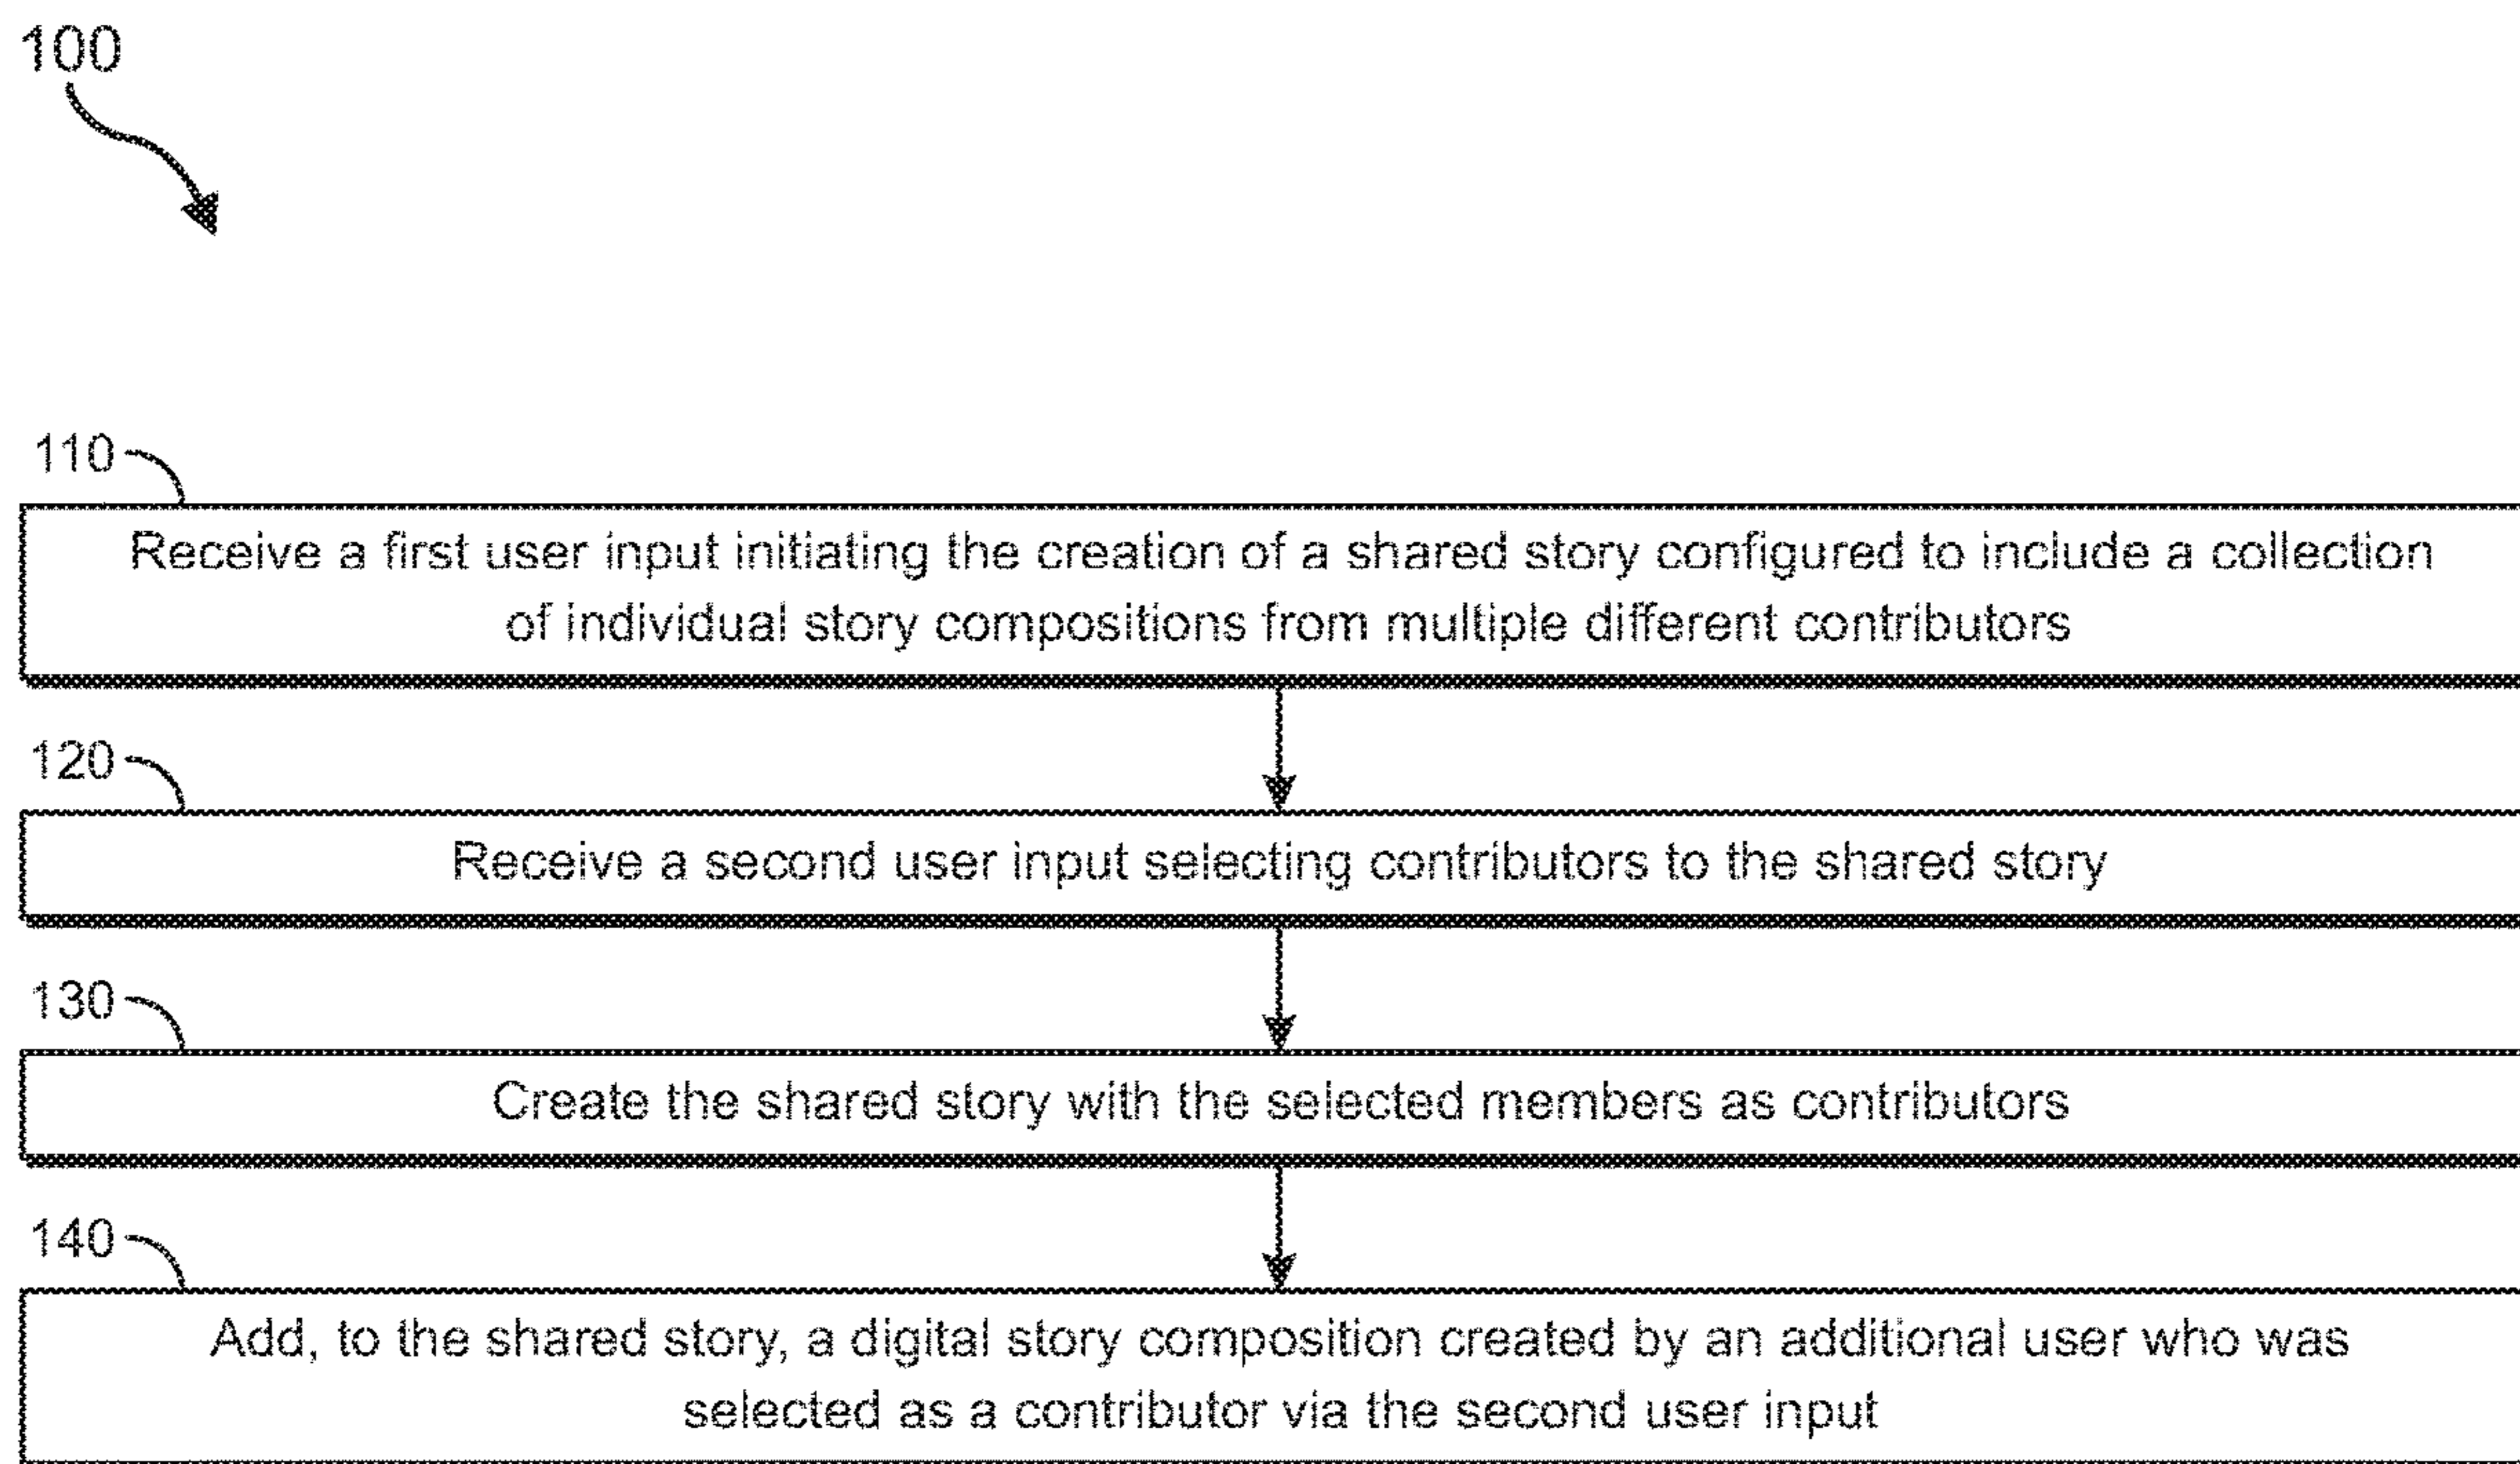 100
110
Receive a first user input initiating the creation of a shared story configured to include a collection
of individual story compositions from multiple different contributors
120
Receive a second user input selecting contributors to the shared story
130
Create the shared story with the selected members as contributors
140
Add, to the shared story, a digital story composition created by an additional user who was
selected as a contributor via the second user input